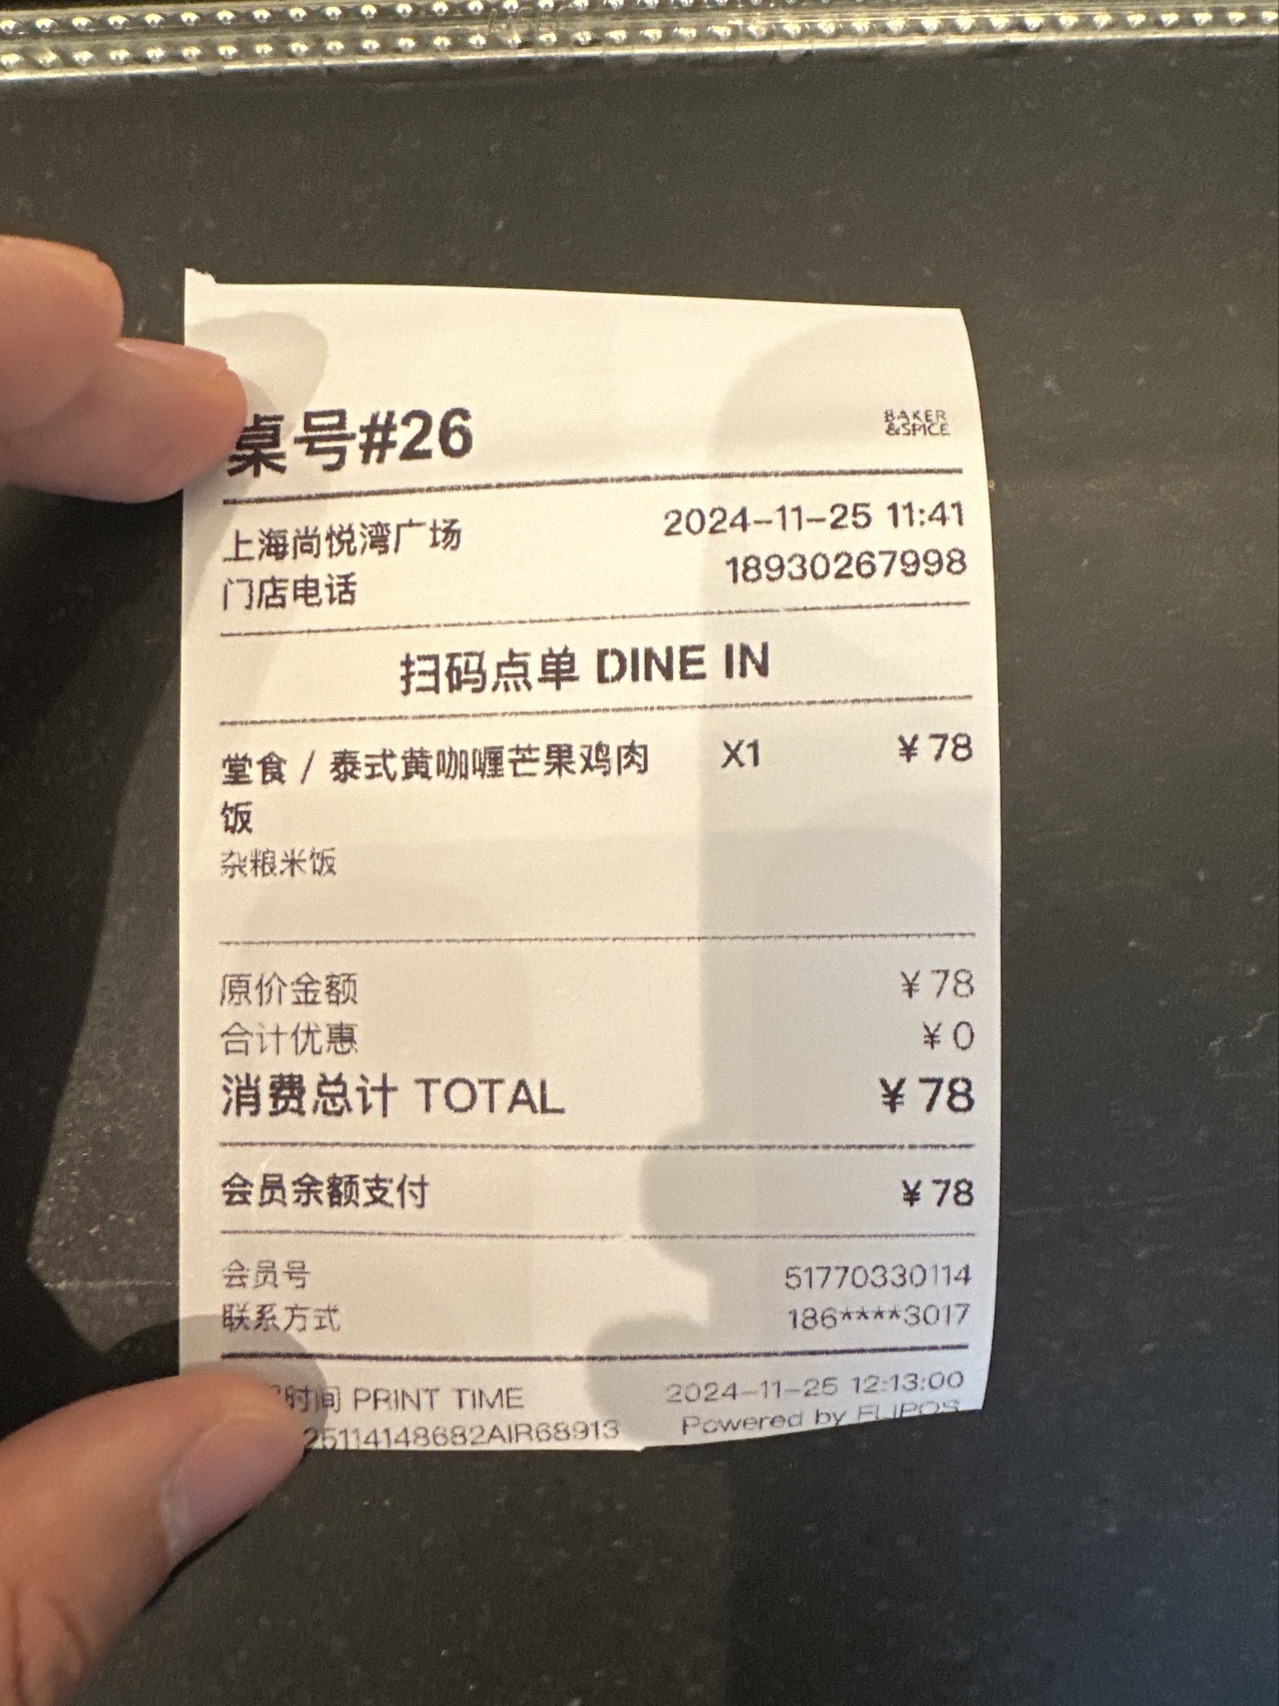 桌号#26
BAKER
&SPICE
上海尚悦湾广场 2024-11-25 11:41
门店电话 18930267998
扫码点单 DINE IN
堂食 / 泰式黄咖喱芒果鸡肉 X1 ¥78
饭
杂粮米饭
原价金额 ¥78
合计优惠 ¥0
消费总计 TOTAL ¥78
会员余额支付 ¥78
会员号 51770330114
联系方式 186****3017
时间 PRINT TIME 2024-11-25 12:13:00
25114148682AIR68913 Powered by